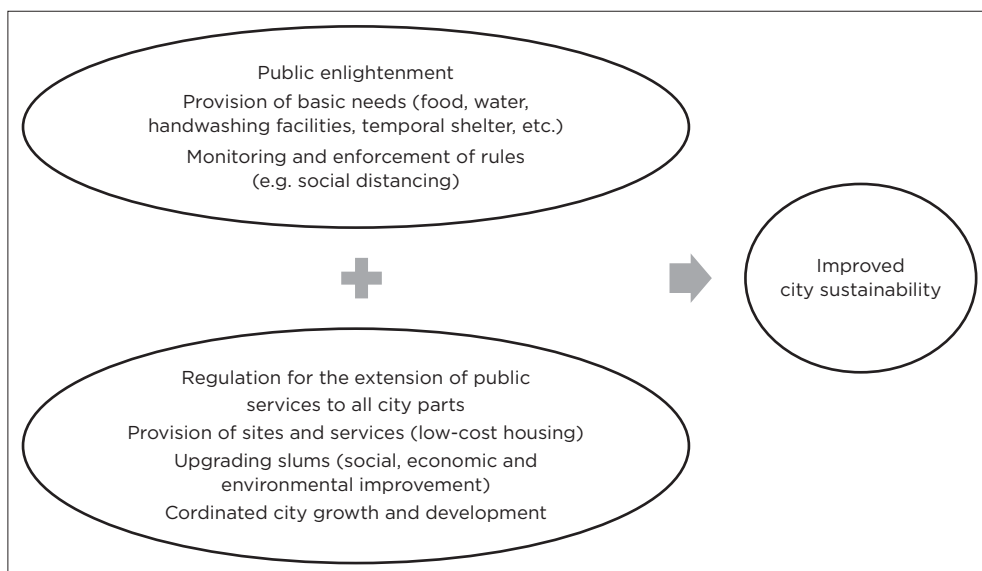 Public enlightenment
Provision of basic needs (food, water,
handwashing facilities, temporal shelter, etc.)
Monitoring and enforcement of rules
(e.g. social distancing)
Improved
city sustainability
Regulation for the extension of public
services to all city parts
Provision of sites and services (low-cost housing)
Upgrading slums (social, economic and
environmental improvement)
Cordinated city growth and development